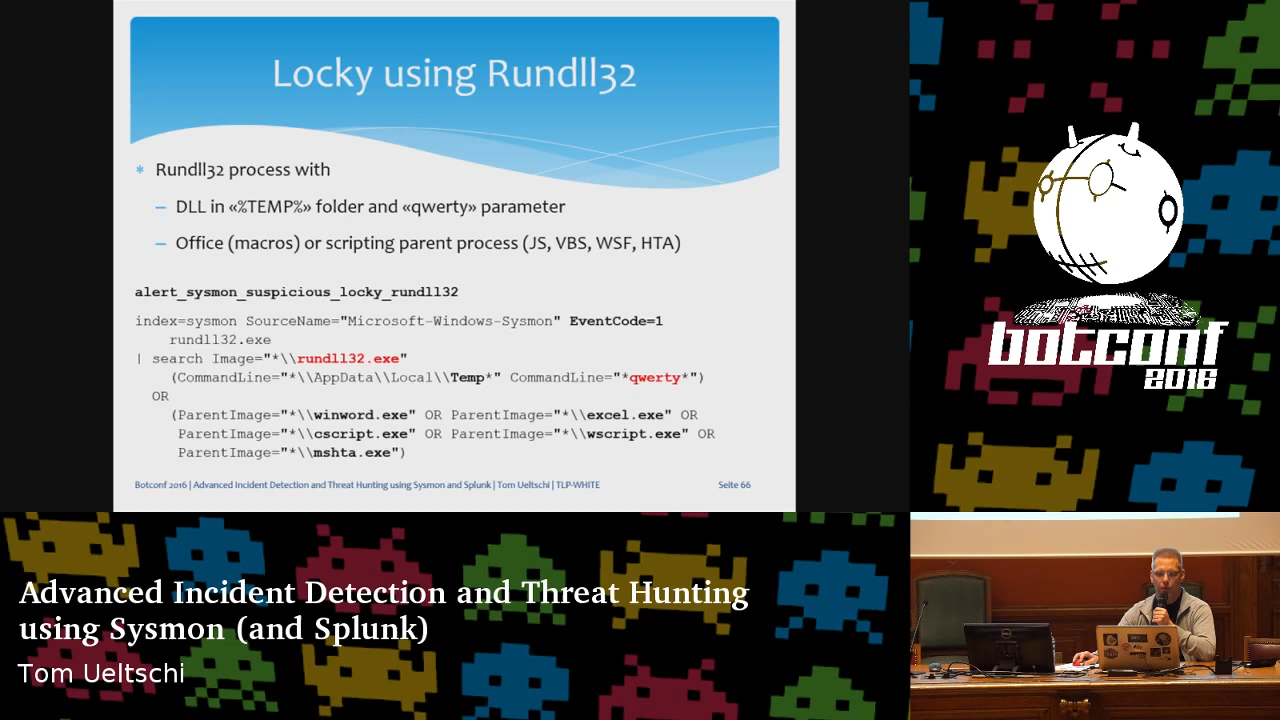 Locky using Rundll32
* Rundll32 process with
– DLL in «%TEMP%» folder and «qwerty» parameter
– Office (macros) or scripting parent process (JS, VBS, WSF, HTA)
alert_sysmon_suspicious_locky_rundll32
index=sysmon SourceName="Microsoft-Windows-Sysmon" EventCode=1
rundll32.exe
| search Image="*\\rundll32.exe"
(CommandLine="*\\AppData\\Local\\Temp*" CommandLine="*qwerty*")
OR
(ParentImage="*\\winword.exe" OR ParentImage="*\\excel.exe" OR
ParentImage="*\\cscript.exe" OR ParentImage="*\\wscript.exe" OR
ParentImage="*\\mshta.exe")
Botconf 2016 | Advanced Incident Detection and Threat Hunting using Sysmon and Splunk | Tom Ueltschi | TLP-WHITE
Seite 66
botconf
2016
Advanced Incident Detection and Threat Hunting
using Sysmon (and Splunk)
Tom Ueltschi